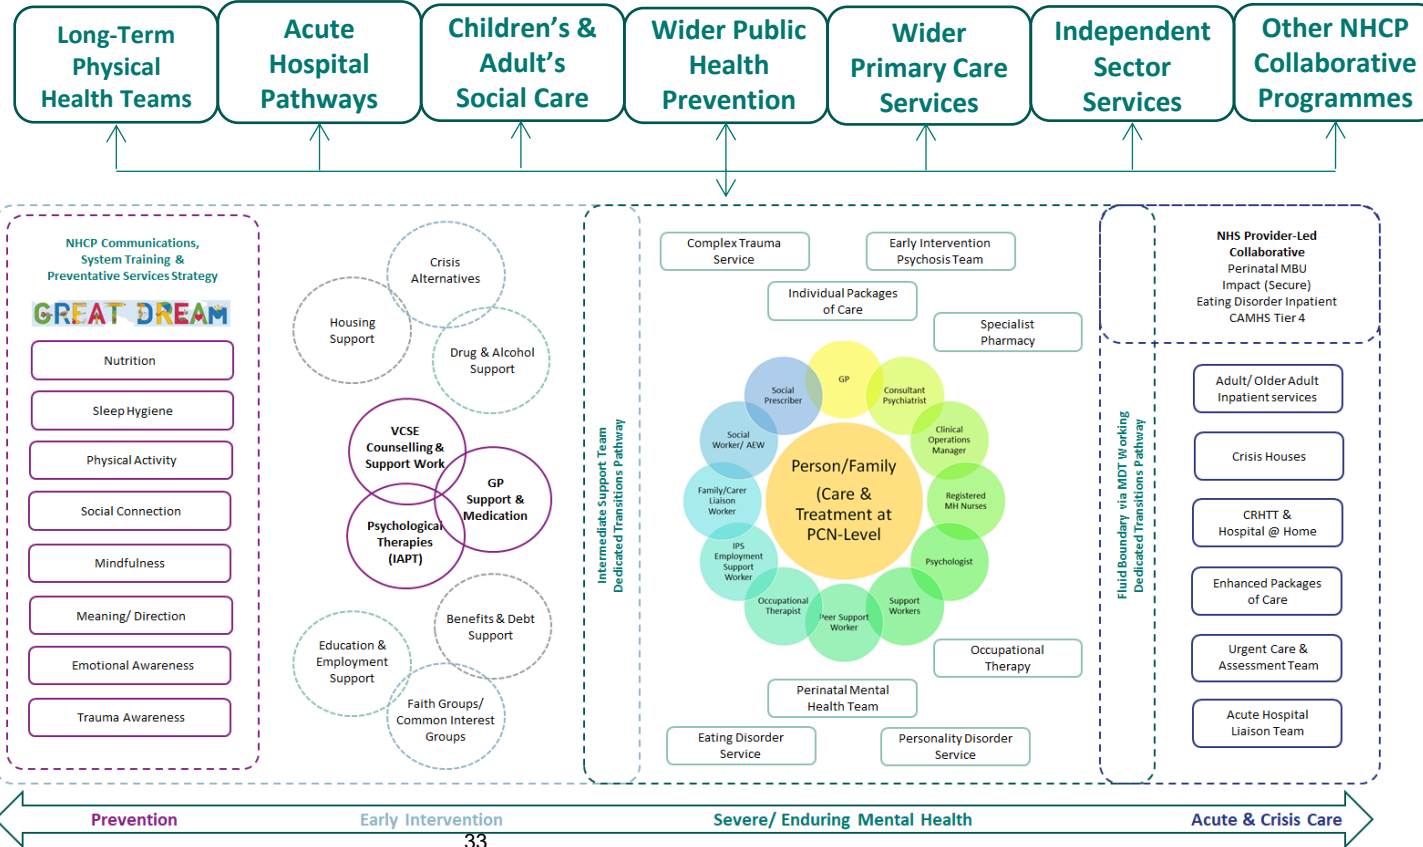 Long-Term
Physical
Health Teams
Acute
Hospital
Pathways
Children's &
Adult's
Social Care
Wider Public
Health
Prevention
Wider
Primary Care
Services
Independent
Sector
Services
Other NHCP
Collaborative
Programmes
NHCP Communications,
System Training &
Preventative Services Strategy
GREAT DREAM
Nutrition
Sleep Hygiene
Physical Activity
Social Connection
Mindfulness
Meaning/ Direction
Emotional Awareness
Trauma Awareness
Crisis
Alternatives
Housing
Support
Drug & Alcohol
Support
VCSE
Counselling &
Support Work
GP
Support &
Medication
Psychological
Therapies
(IAPT)
Benefits & Debt
Support
Education &
Employment
Support
Faith Groups/
Common Interest
Groups
Intermediate Support Team
Dedicated Transitions Pathway
Complex Trauma
Service
Early Intervention
Psychosis Team
Individual Packages
of Care
Specialist
Pharmacy
GP
Consultant
Psychiatrist
Clinical
Operations
Manager
Registered
MH Nurses
Psychologist
Support
Workers
Peer Support
Worker
Occupational
Therapist
IPS
Employment
Support
Worker
Family/Carer
Liaison
Worker
Social
Worker/ AEW
Social
Prescriber
Person/Family
(Care &
Treatment at
PCN-Level
Occupational
Therapy
Perinatal Mental
Health Team
Eating Disorder
Service
Personality Disorder
Service
Fluid Boundary via MDT Working
Dedicated Transitions Pathway
NHS Provider-Led
Collaborative
Perinatal MBU
Impact (Secure)
Eating Disorder Inpatient
CAMHS Tier 4
Adult/ Older Adult
Inpatient services
Crisis Houses
CRHTT &
Hospital @ Home
Enhanced Packages
of Care
Urgent Care &
Assessment Team
Acute Hospital
Liaison Team
Prevention
Early Intervention
Severe/ Enduring Mental Health
Acute & Crisis Care
33